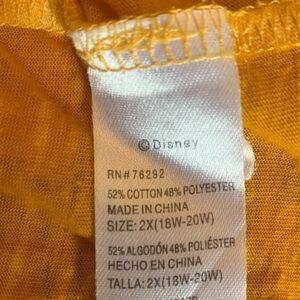 ©Disney
RN#76292
52% COTTON 48% POLYESTER
MADE IN CHINA
SIZE: 2X(18W-20W)
52% ALGODÓN 48% POLIÉSTER
HECHO EN CHINA
TALLA: 2X(18W-20W)